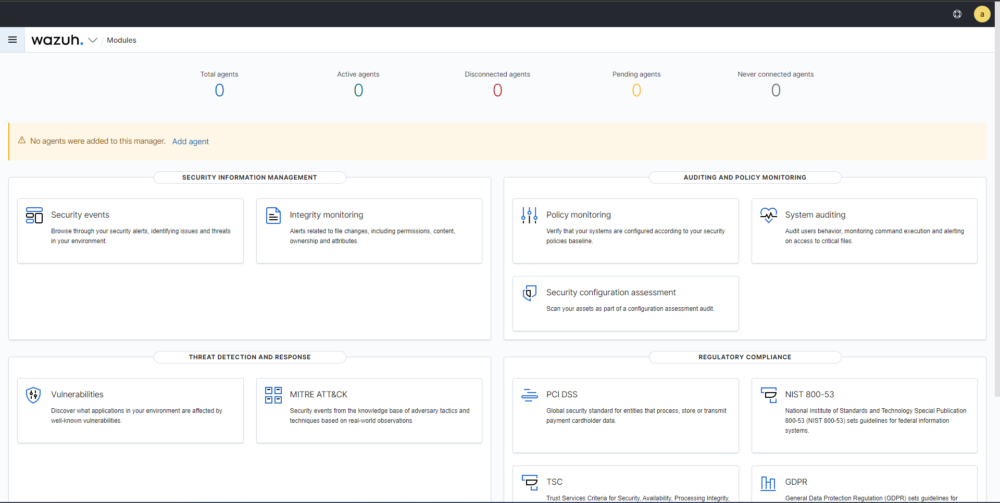 a
wazuh. / Modules
Total agents
0
Active agents
0
Disconnected agents
0
Pending agents
0
Never connected agents
0
No agents were added to this manager. Add agent
SECURITY INFORMATION MANAGEMENT
Security events
Browse through your security alerts, identifying issues and threats
in your environment.
Integrity monitoring
Alerts related to file changes, including permissions, content,
ownership and attributes.
AUDITING AND POLICY MONITORING
Policy monitoring
Verify that your systems are configured according to your security
policies baseline.
System auditing
Audit users behavior, monitoring command execution and alerting
on access to critical files.
Security configuration assessment
Scan your assets as part of a configuration assessment audit.
THREAT DETECTION AND RESPONSE
Vulnerabilities
Discover what applications in your environment are affected by
well-known vulnerabilities.
MITRE ATT&CK
Security events from the knowledge base of adversary tactics and
techniques based on real-world observations
REGULATORY COMPLIANCE
PCI DSS
Global security standard for entities that process, store or transmit
payment cardholder data.
NIST 800-53
National Institute of Standards and Technology Special Publication
800-53 (NIST 800-53) sets guidelines for federal information
systems.
TSC
Trust Services Criteria for Security, Availability, Processing Integrity,
GDPR
General Data Protection Regulation (GDPR) sets guidelines for